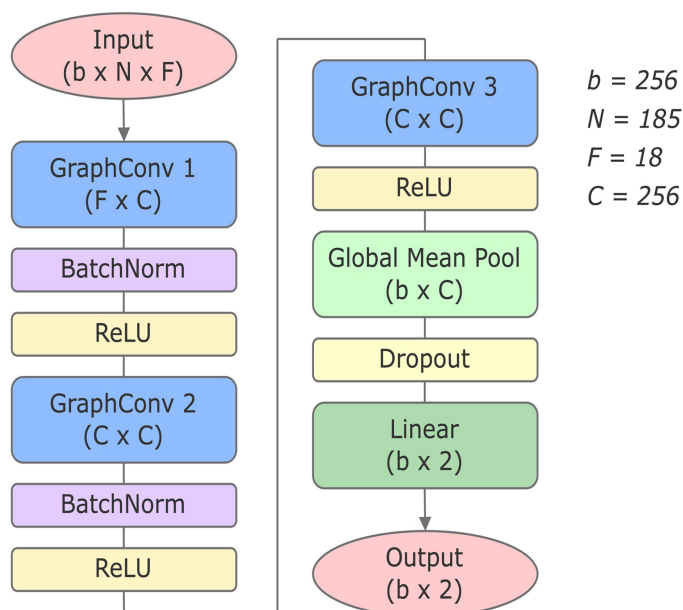 Input
(b x N x F)
GraphConv 1
(F x C)
BatchNorm
ReLU
GraphConv 2
(C x C)
BatchNorm
ReLU
GraphConv 3
(C x C)
ReLU
Global Mean Pool
(b x C)
Dropout
Linear
(b x 2)
Output
(b x 2)
b = 256
N = 185
F = 18
C = 256